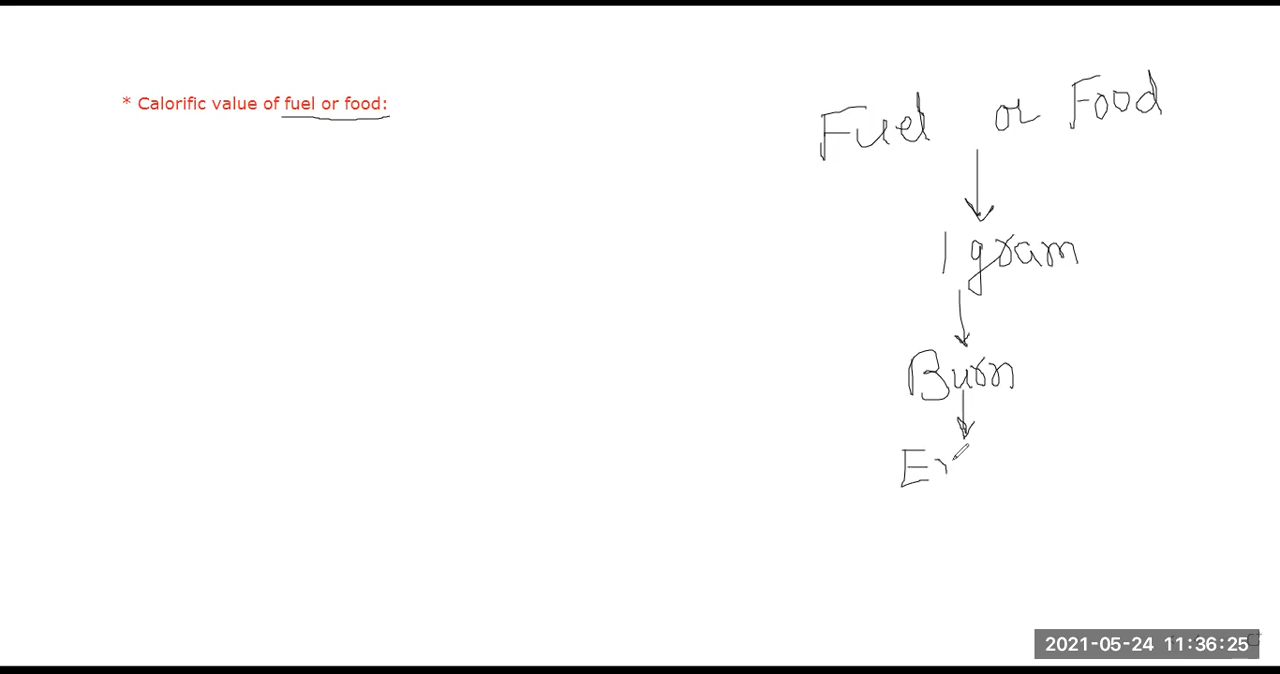 * Calorific value of fuel or food:
Fuel or Food
1 gram
Burn
2021-05-24 11:36:25